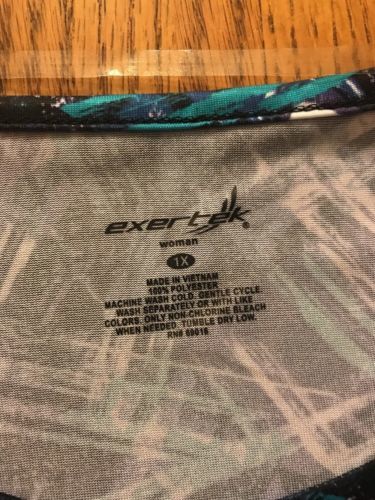 exertek®
woman
1X
MADE IN VIETNAM
100% POLYESTER
MACHINE WASH COLD. GENTLE CYCLE.
WASH SEPARATELY OR WITH LIKE
COLORS. ONLY NON-CHLORINE BLEACH
WHEN NEEDED. TUMBLE DRY LOW.
RN# 69016